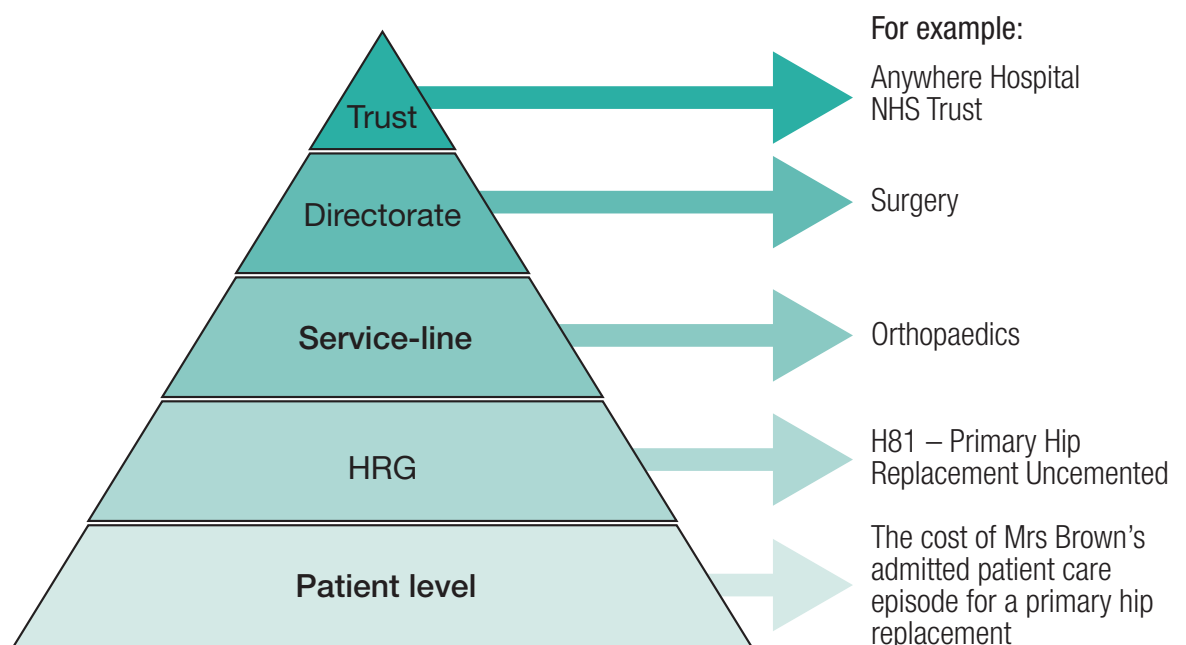 For example:
Trust
Anywhere Hospital
NHS Trust
Directorate
Surgery
Service-line
Orthopaedics
HRG
H81 – Primary Hip
Replacement Uncemented
Patient level
The cost of Mrs Brown’s
admitted patient care
episode for a primary hip
replacement